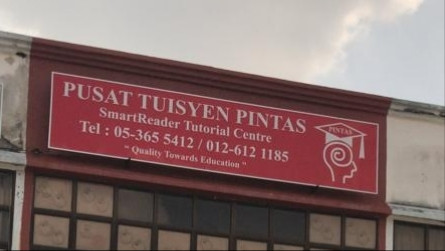 PUSAT TUISYEN PINTAS
SmartReader Tutorial Centre
Tel : 05-365 5412 / 012-612 1185
" Quality Towards Education "
PINTAS